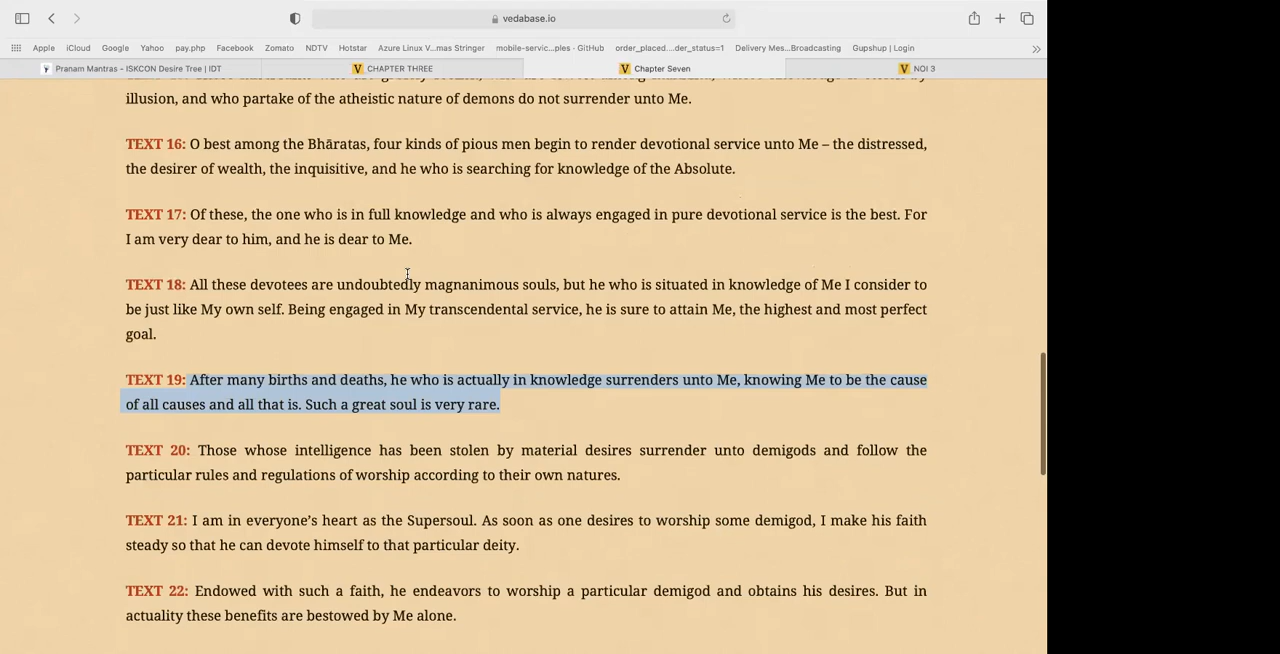 vedabase.io
Apple iCloud Google Yahoo pay.php Facebook Zomato NDTV Hotstar Azure Linux V...mas Stringer mobile-servic...ples · GitHub order_placed....der_status=1 Delivery Mes...Broadcasting Gupshup | Login
Pranam Mantras – ISKCON Desire Tree | IDT CHAPTER THREE Chapter Seven NOI 3
illusion, and who partake of the atheistic nature of demons do not surrender unto Me.
TEXT 16: O best among the Bhāratas, four kinds of pious men begin to render devotional service unto Me – the distressed,
the desirer of wealth, the inquisitive, and he who is searching for knowledge of the Absolute.
TEXT 17: Of these, the one who is in full knowledge and who is always engaged in pure devotional service is the best. For
I am very dear to him, and he is dear to Me.
TEXT 18: All these devotees are undoubtedly magnanimous souls, but he who is situated in knowledge of Me I consider to
be just like My own self. Being engaged in My transcendental service, he is sure to attain Me, the highest and most perfect
goal.
TEXT 19: After many births and deaths, he who is actually in knowledge surrenders unto Me, knowing Me to be the cause
of all causes and all that is. Such a great soul is very rare.
TEXT 20: Those whose intelligence has been stolen by material desires surrender unto demigods and follow the
particular rules and regulations of worship according to their own natures.
TEXT 21: I am in everyone's heart as the Supersoul. As soon as one desires to worship some demigod, I make his faith
steady so that he can devote himself to that particular deity.
TEXT 22: Endowed with such a faith, he endeavors to worship a particular demigod and obtains his desires. But in
actuality these benefits are bestowed by Me alone.